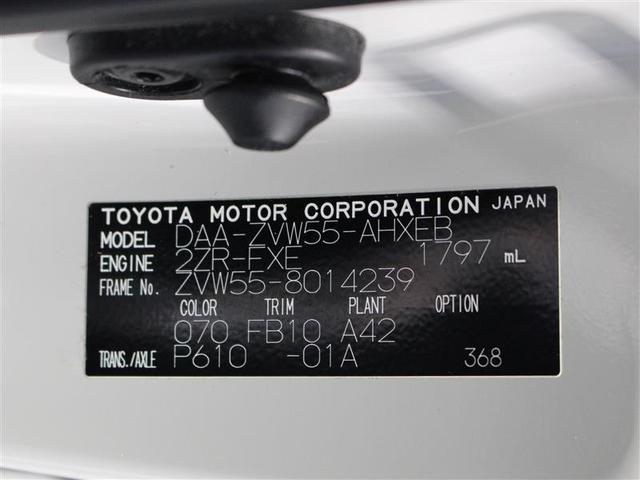 TOYOTA MOTOR CORPORATION JAPAN
MODEL DAA-ZVW55-AHXEB
ENGINE 2ZR-FXE 1797 mL
FRAME No. ZVW55-8014239
COLOR TRIM PLANT OPTION
070 FB10 A42
TRANS./AXLE P610 -01A 368